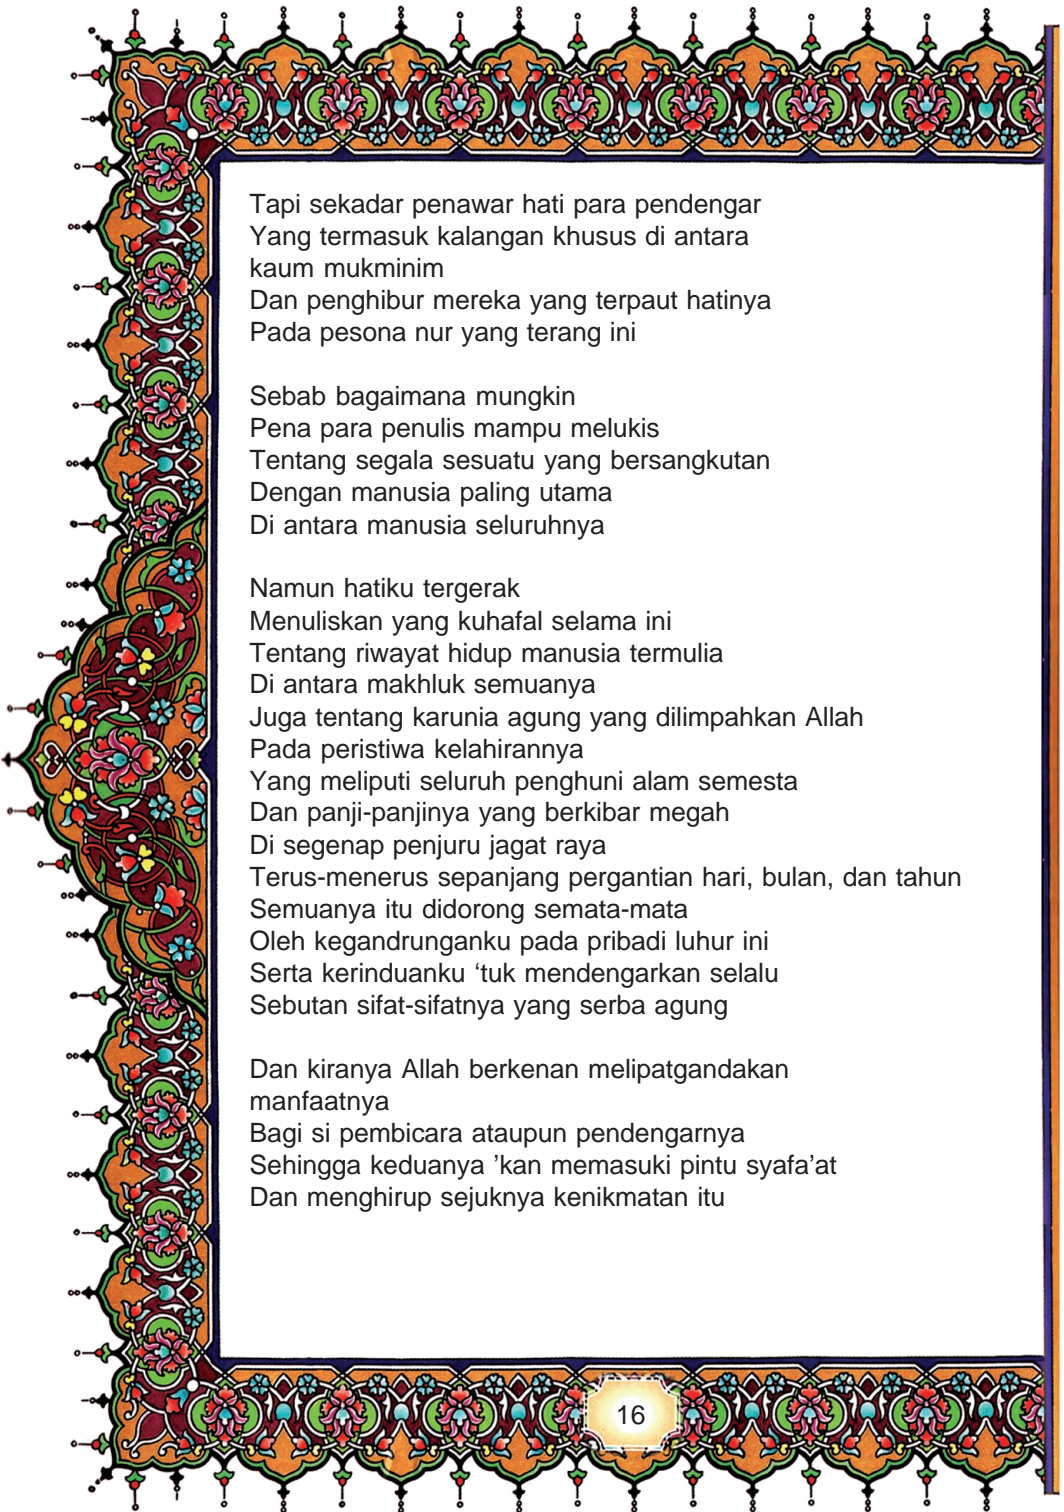 Tapi sekadar penawar hati para pendengar
Yang termasuk kalangan khusus di antara
kaum mukminim
Dan penghibur mereka yang terpaut hatinya
Pada pesona nur yang terang ini
Sebab bagaimana mungkin
Pena para penulis mampu melukis
Tentang segala sesuatu yang bersangkutan
Dengan manusia paling utama
Di antara manusia seluruhnya
Namun hatiku tergerak
Menuliskan yang kuhafal selama ini
Tentang riwayat hidup manusia termulia
Di antara makhluk semuanya
Juga tentang karunia agung yang dilimpahkan Allah
Pada peristiwa kelahirannya
Yang meliputi seluruh penghuni alam semesta
Dan panji-panjinya yang berkibar megah
Di segenap penjuru jagat raya
Terus-menerus sepanjang pergantian hari, bulan, dan tahun
Semuanya itu didorong semata-mata
Oleh kegandrunganku pada pribadi luhur ini
Serta kerinduanku ‘tuk mendengarkan selalu
Sebutan sifat-sifatnya yang serba agung
Dan kiranya Allah berkenan melipatgandakan
manfaatnya
Bagi si pembicara ataupun pendengarnya
Sehingga keduanya ’kan memasuki pintu syafa'at
Dan menghirup sejuknya kenikmatan itu
16